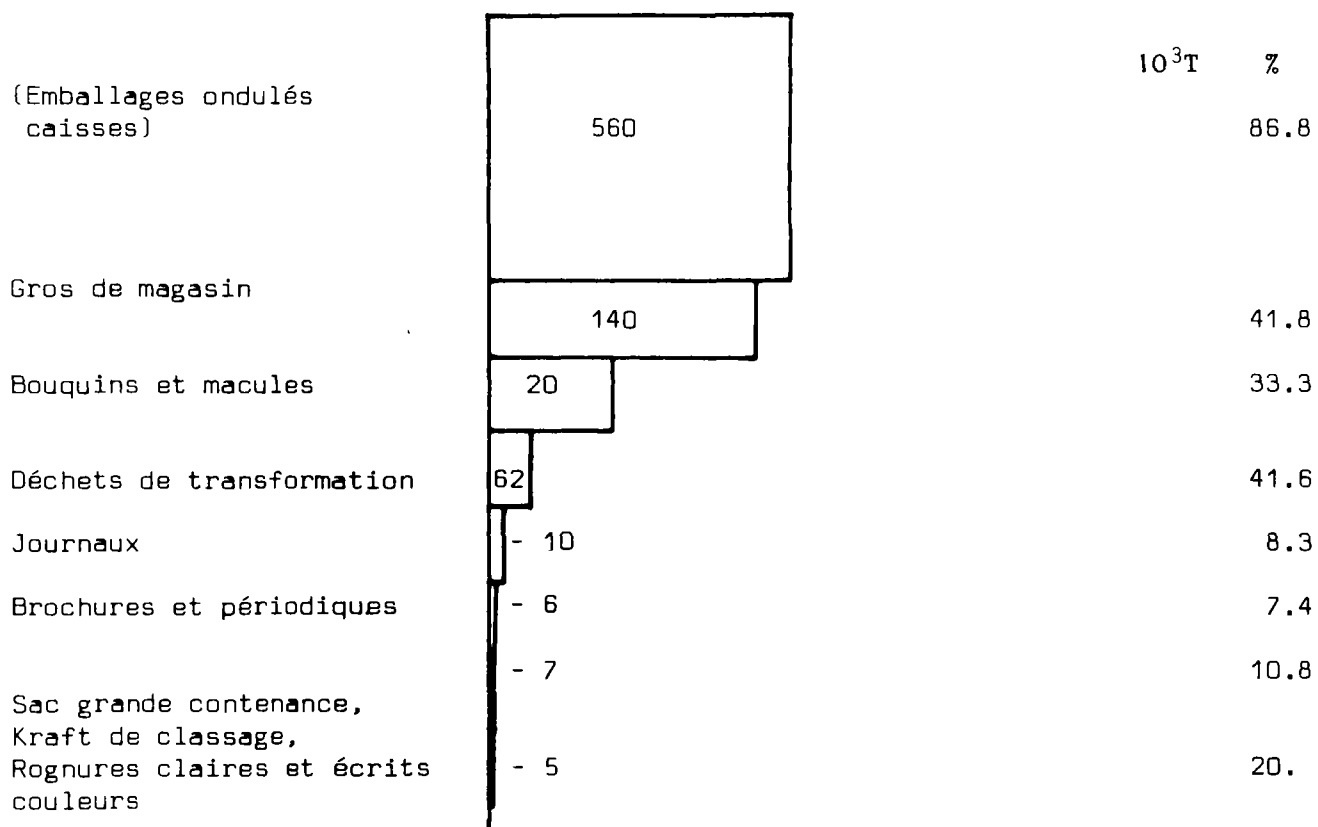 10³T %
(Emballages ondulés
caisses) 560 86.8
Gros de magasin
140 41.8
Bouquins et macules 20 33.3
Déchets de transformation 62 41.6
Journaux - 10 8.3
Brochures et périodiques - 6 7.4
- 7 10.8
Sac grande contenance,
Kraft de classage,
Rognures claires et écrits - 5 20.
couleurs